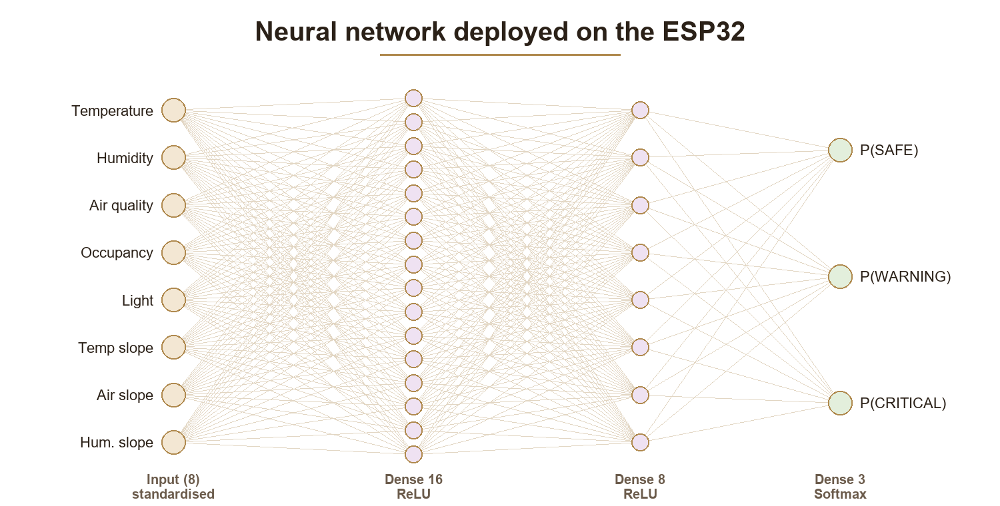 Neural network deployed on the ESP32
Temperature
Humidity
Air quality
Occupancy
Light
Temp slope
Air slope
Hum. slope
P(SAFE)
P(WARNING)
P(CRITICAL)
Input (8)
standardised
Dense 16
ReLU
Dense 8
ReLU
Dense 3
Softmax